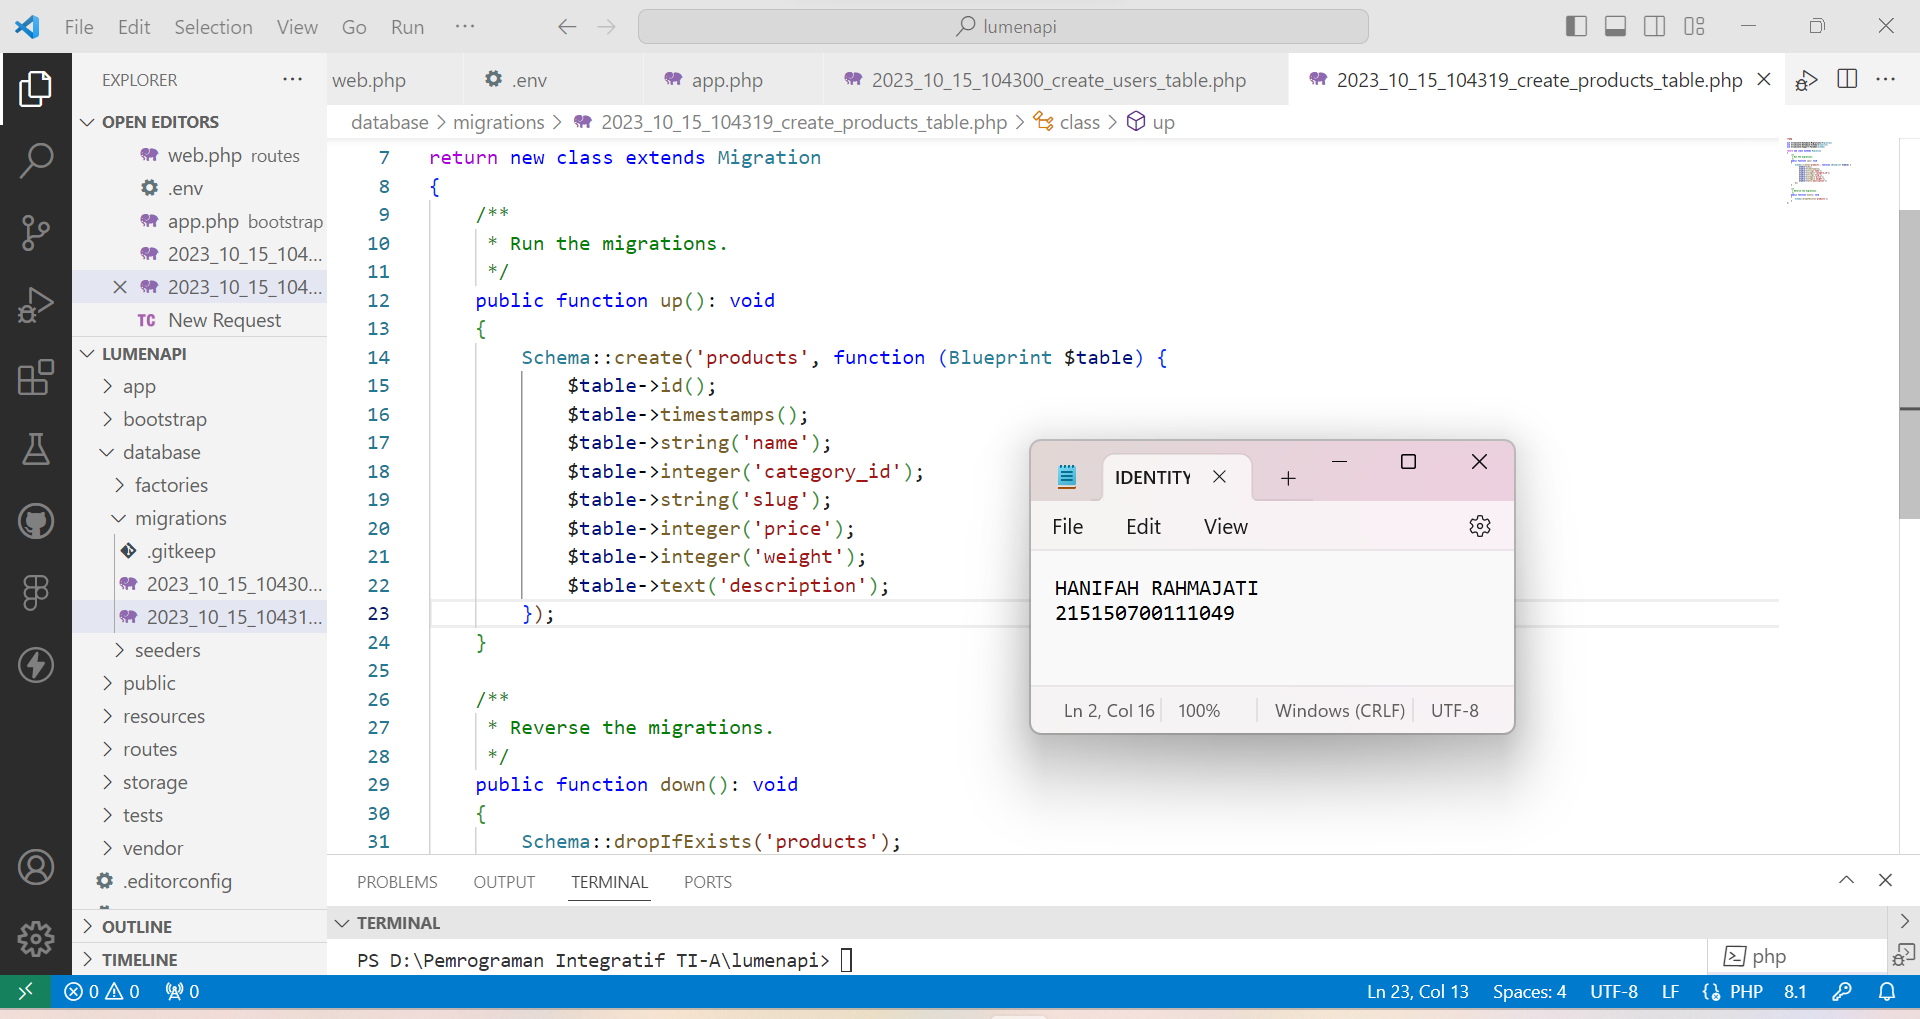 File Edit Selection View Go Run ··· lumenapi
EXPLORER ···
web.php .env app.php 2023_10_15_104300_create_users_table.php 2023_10_15_104319_create_products_table.php ···
OPEN EDITORS
web.php routes
.env
app.php bootstrap
2023_10_15_104...
2023_10_15_104...
TC New Request
LUMENAPI
app
bootstrap
database
factories
migrations
.gitkeep
2023_10_15_10430...
2023_10_15_10431...
seeders
public
resources
routes
storage
tests
vendor
.editorconfig
OUTLINE
TIMELINE
database > migrations > 2023_10_15_104319_create_products_table.php > class > up
7 return new class extends Migration
8 {
9 /**
10 * Run the migrations.
11 */
12 public function up(): void
13 {
14 Schema::create('products', function (Blueprint $table) {
15 $table->id();
16 $table->timestamps();
17 $table->string('name');
18 $table->integer('category_id');
19 $table->string('slug');
20 $table->integer('price');
21 $table->integer('weight');
22 $table->text('description');
23 });
24 }
25
26 /**
27 * Reverse the migrations.
28 */
29 public function down(): void
30 {
31 Schema::dropIfExists('products');
IDENTITY
File Edit View
HANIFAH RAHMAJATI
215150700111049
Ln 2, Col 16 100% Windows (CRLF) UTF-8
PROBLEMS OUTPUT TERMINAL PORTS
TERMINAL
PS D:\Pemrograman Integratif TI-A\lumenapi>
php
0 0 0 Ln 23, Col 13 Spaces: 4 UTF-8 LF PHP 8.1